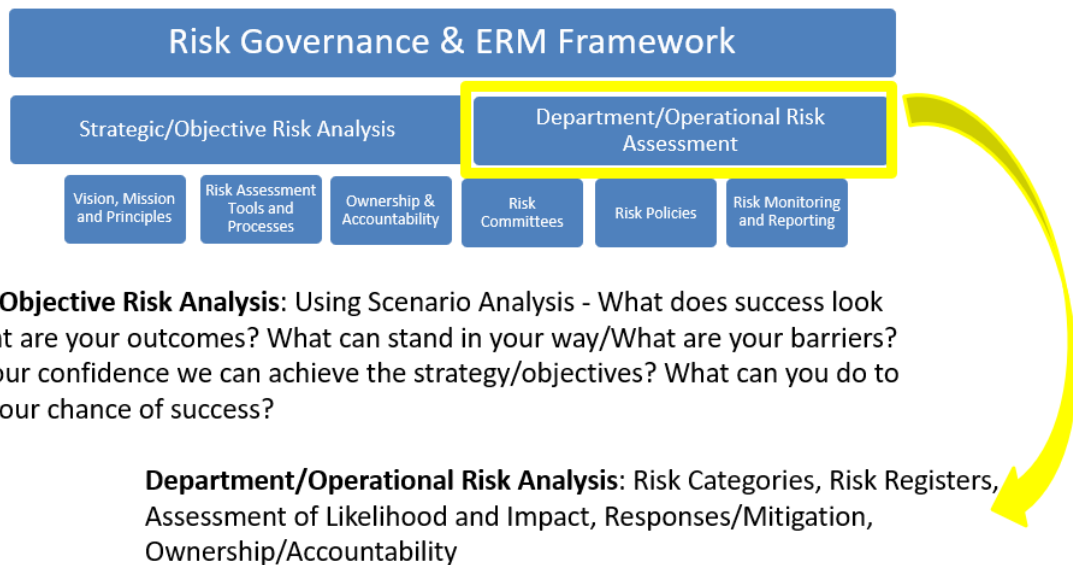 Risk Governance & ERM Framework
Strategic/Objective Risk Analysis
Department/Operational Risk
Assessment
Vision, Mission
and Principles
Risk Assessment
Tools and
Processes
Ownership &
Accountability
Risk
Committees
Risk Policies
Risk Monitoring
and Reporting
Objective Risk Analysis: Using Scenario Analysis - What does success look
are your outcomes? What can stand in your way/What are your barriers?
confidence we can achieve the strategy/objectives? What can you do to
chance of success?
Department/Operational Risk Analysis: Risk Categories, Risk Registers,
Assessment of Likelihood and Impact, Responses/Mitigation,
Ownership/Accountability